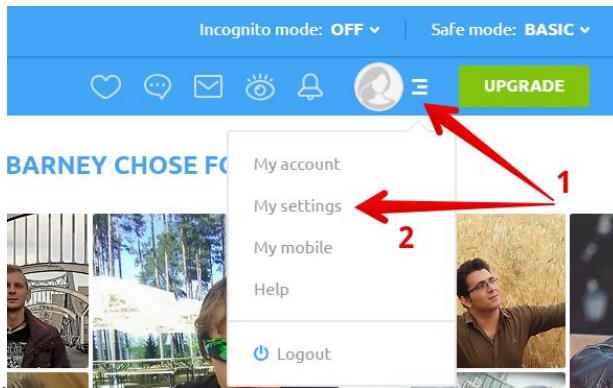 Incognito mode: OFF
Safe mode: BASIC
UPGRADE
BARNEY CHOSE FO
1
My account
My settings
2
My mobile
Help
Logout